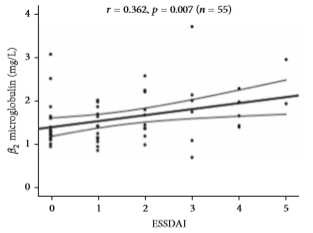 r = 0.362, p = 0.007 (n = 55)
4
3
2
1
0
β₂ microglobulin (mg/L)
0 1 2 3 4 5
ESSDAI